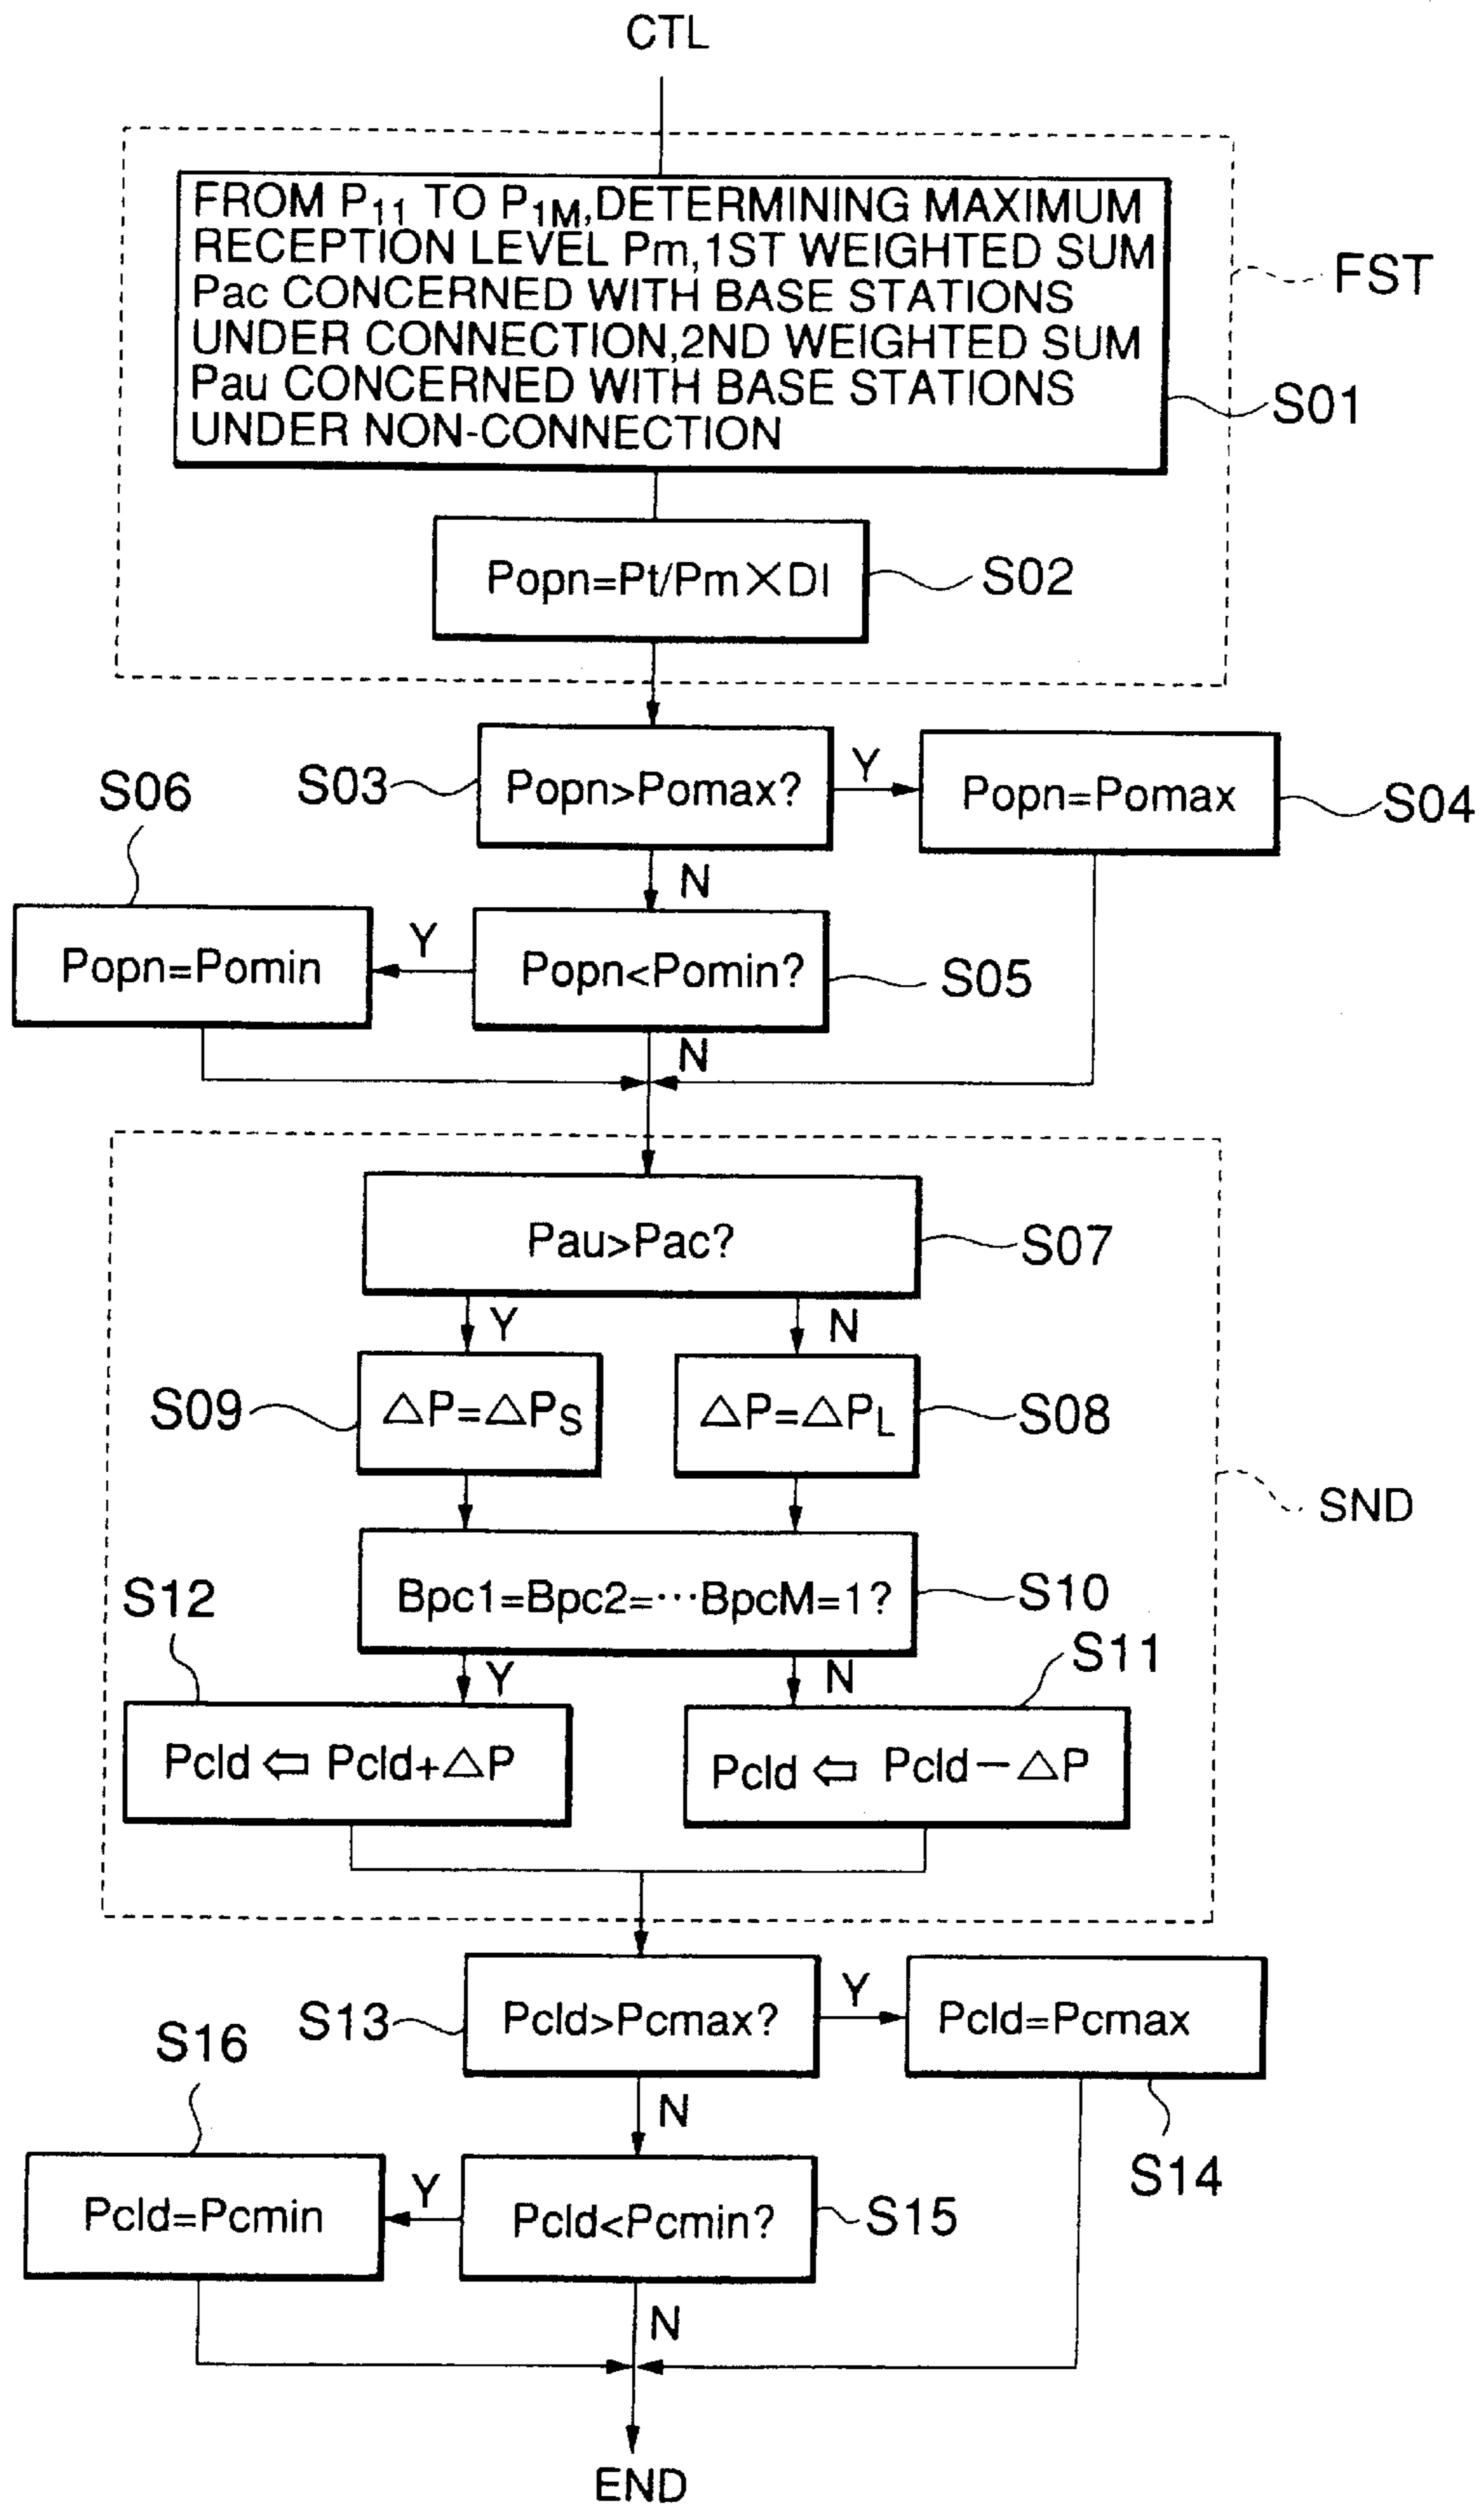 CTL
FROM P11 TO P1M,DETERMINING MAXIMUM
RECEPTION LEVEL Pm,1ST WEIGHTED SUM
Pac CONCERNED WITH BASE STATIONS
UNDER CONNECTION,2ND WEIGHTED SUM
Pau CONCERNED WITH BASE STATIONS
UNDER NON-CONNECTION
FST
S01
Popn=Pt/Pm×DI
S02
S03
Popn>Pomax?
Y
Popn=Pomax
S04
N
S06
Popn=Pomin
Y
Popn<Pomin?
S05
N
Pau>Pac?
S07
Y
N
S09
△P=△PS
△P=△PL
S08
SND
Bpc1=Bpc2=···BpcM=1?
S10
S12
Y
N
S11
Pcld ⇦ Pcld+△P
Pcld ⇦ Pcld−△P
S13
Pcld>Pcmax?
Y
Pcld=Pcmax
S14
N
S16
Pcld=Pcmin
Y
Pcld<Pcmin?
S15
N
END